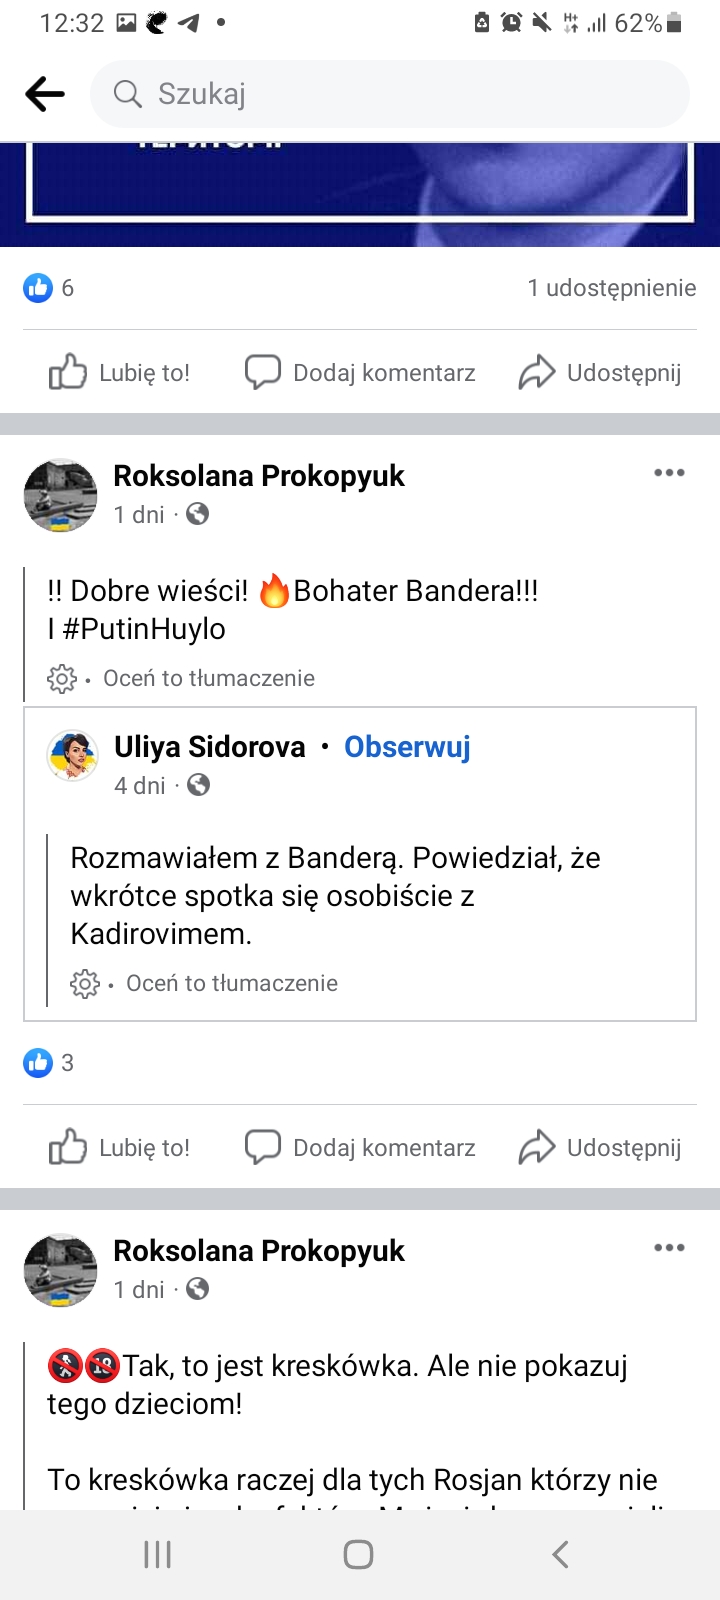 12:32
62%
Szukaj
6
1 udostępnienie
Lubię to!
Dodaj komentarz
Udostępnij
Roksolana Prokopyuk
1 dni ·
!! Dobre wieści! 🔥Bohater Bandera!!!
I #PutinHuylo
· Oceń to tłumaczenie
Uliya Sidorova · Obserwuj
4 dni ·
Rozmawiałem z Banderą. Powiedział, że
wkrótce spotka się osobiście z
Kadirovimem.
· Oceń to tłumaczenie
3
Lubię to!
Dodaj komentarz
Udostępnij
Roksolana Prokopyuk
1 dni ·
🚷🔞Tak, to jest kreskówka. Ale nie pokazuj
tego dzieciom!
To kreskówka raczej dla tych Rosjan którzy nie